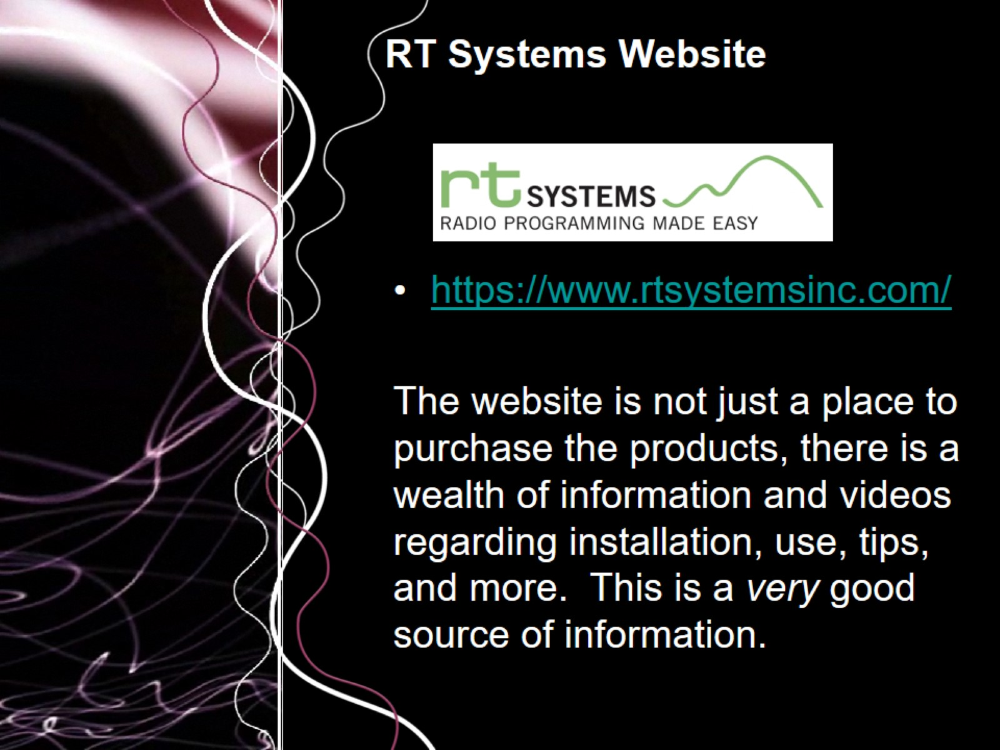 RT Systems Website
rt SYSTEMS
RADIO PROGRAMMING MADE EASY
• https://www.rtsystemsinc.com/
The website is not just a place to
purchase the products, there is a
wealth of information and videos
regarding installation, use, tips,
and more.  This is a very good
source of information.